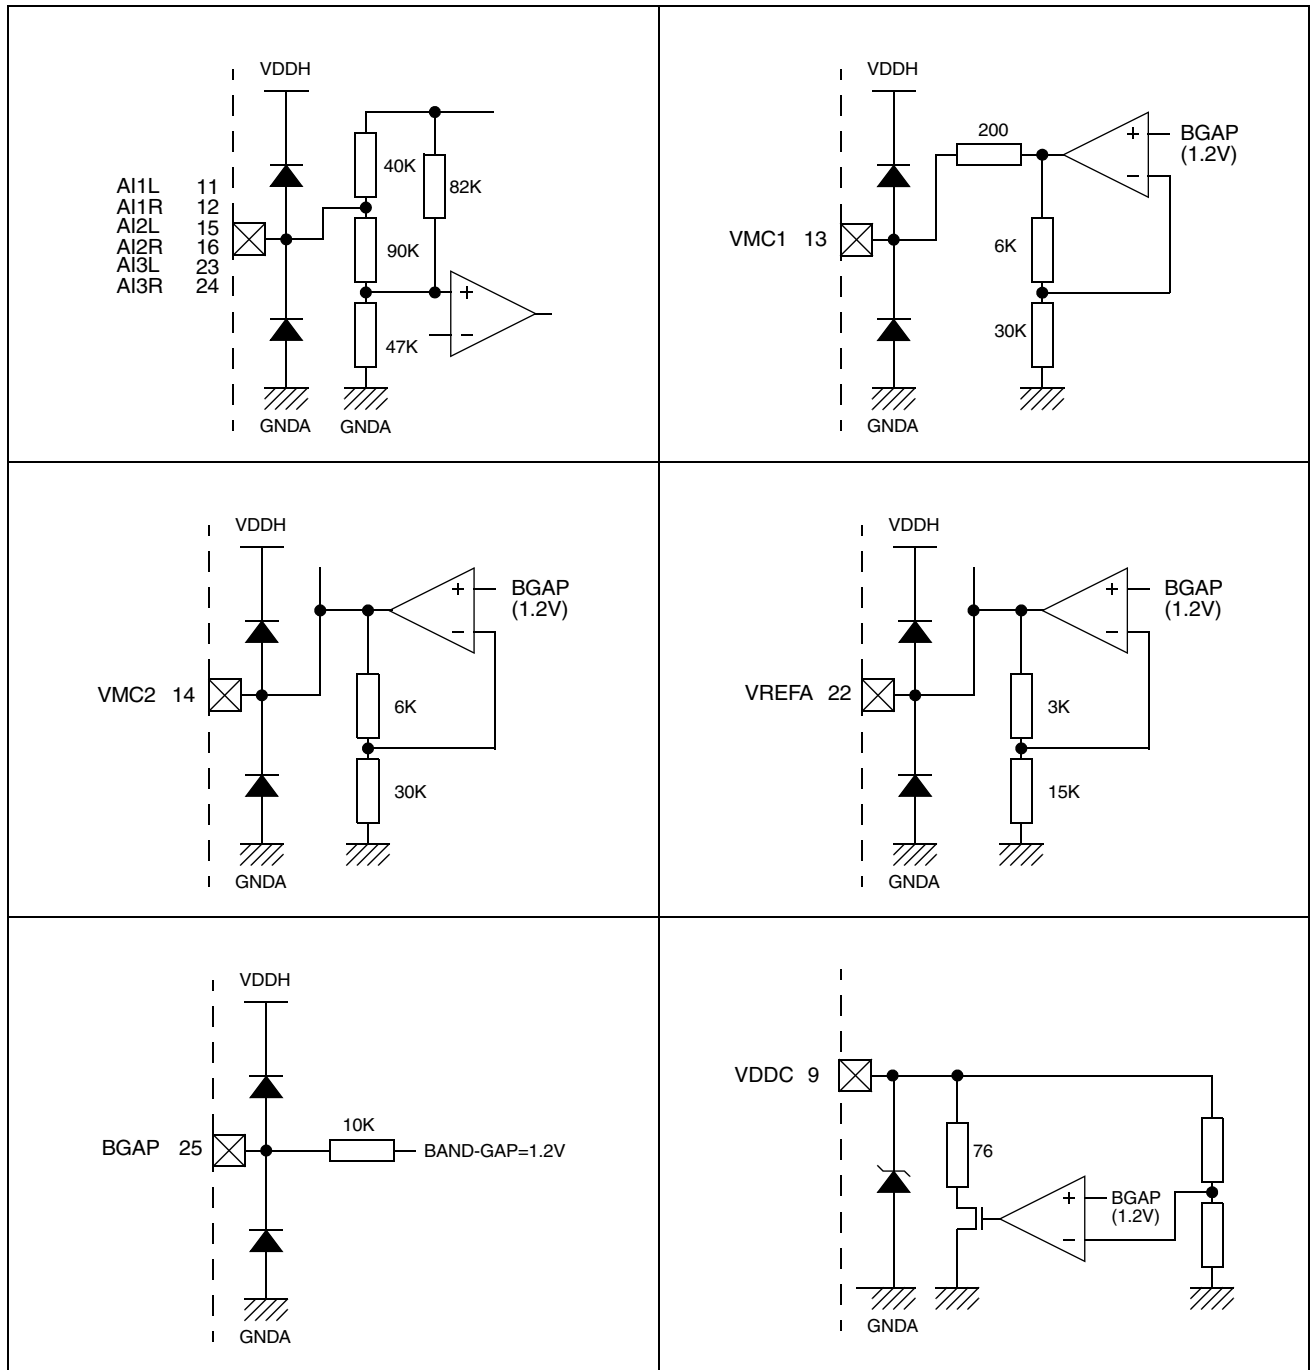 VDDH
40K
82K
AI1L 11
AI1R 12
AI2L 15
AI2R 16
AI3L 23
AI3R 24
90K
+
−
47K
GNDA GNDA
VDDH
200
+
BGAP
(1.2V)
−
VMC1 13
6K
30K
GNDA
VDDH
+
BGAP
(1.2V)
−
VMC2 14
6K
30K
GNDA
VDDH
+
BGAP
(1.2V)
−
VREFA 22
3K
15K
GNDA
VDDH
10K
BGAP 25
BAND-GAP=1.2V
GNDA
VDDC 9
76
+
BGAP
(1.2V)
−
GNDA